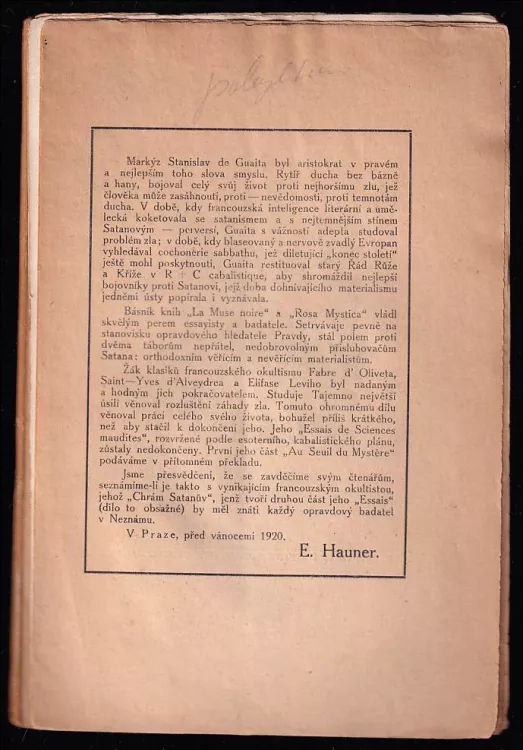 Markýz Stanislav de Guaita byl aristokrat v pravém
a nejlepším toho slova smyslu. Rytíř ducha bez bázně
a hany, bojoval celý svůj život proti nejhoršímu zlu, jež
člověka může zasáhnouti, proti — nevědomosti, proti temnotám
ducha. V době, kdy francouzská inteligence literární a umě-
lecká koketovala se satanismem a s nejtemnějším stínem
Satanovým — perversí, Guaita s vážností adepta studoval
problém zla; v době, kdy blaseovaný a nervově zvadlý Evropan
vyhledával cochonérie sabbathu, jež diletující „konec století“
ještě mohl poskytnouti, Guaita restituoval starý Řád Růže
a Kříže v R + C cabalistique, aby shromáždil nejlepší
bojovníky proti Satanovi, jejž doba dohnívajícího materialismu
jedněmi ústy popírala i vyznávala.
Básník knih „La Muse noire“ a „Rosa Mystica“ vládl
skvělým perem essayisty a badatele. Setrvávaje pevně na
stanovisku opravdového hledatele Pravdy, stál polem proti
dvěma táborům nepřátel, nedobrovolným přisluhovačům
Satana: orthodoxním věřícím a nevěřícím materialistům.
Žák klasiků francouzského okultismu Fabre d' Oliveta,
Saint—Yves d'Alveydrea a Elifase Leviho byl nadaným
a hodným jich pokračovatelem. Studuje Tajemno největší
úsilí věnoval rozluštění záhady zla. Tomuto ohromnému dílu
věnoval práci celého svého života, bohužel příliš krátkého,
než aby stačil k dokončení jeho. Jeho „Essais de Sciences
maudites“, rozvržené podle esoterního, kabalistického plánu,
zůstaly nedokončeny. První jeho část „Au Seuil du Mystère“
podáváme v přítomném překladu.
Jsme přesvědčeni, že se zavděčíme svým čtenářům,
seznámíme-li je takto s vynikajícím francouzským okultistou,
jehož „Chrám Satanův“, jenž tvoří druhou část jeho „Essais“
(dílo to obsažné) by měl znáti každý opravdový badatel
v Neznámu.
V Praze, před vánocemi 1920.
E. Hauner.